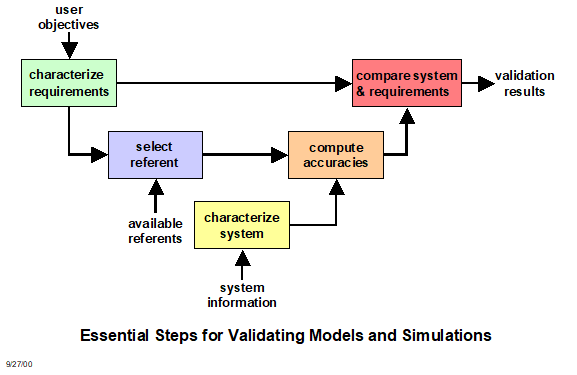 user
objectives
characterize
requirements
compare system
& requirements
validation
results
select
referent
compute
accuracies
available
referents
characterize
system
system
information
Essential Steps for Validating Models and Simulations
9/27/00